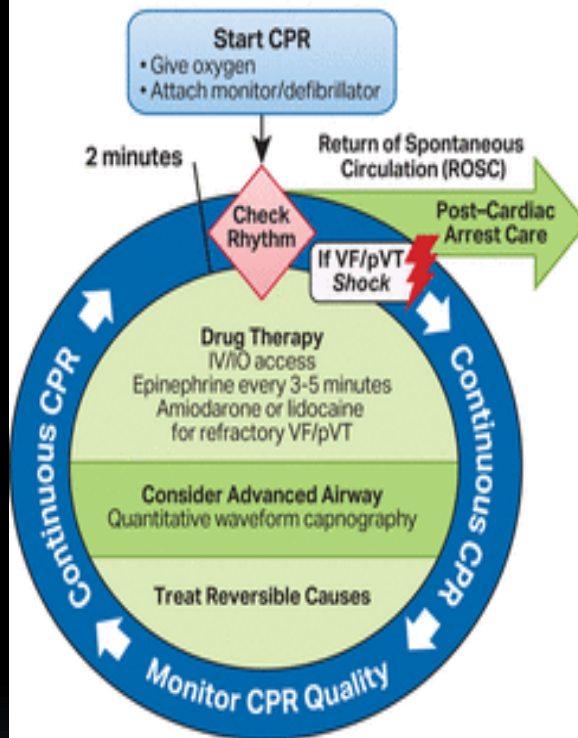 Start CPR
• Give oxygen
• Attach monitor/defibrillator
2 minutes
Return of Spontaneous
Circulation (ROSC)
Post–Cardiac
Arrest Care
Check
Rhythm
If VF/pVT
Shock
Drug Therapy
IV/IO access
Epinephrine every 3-5 minutes
Amiodarone or lidocaine
for refractory VF/pVT
Consider Advanced Airway
Quantitative waveform capnography
Treat Reversible Causes
Continuous CPR
Continuous CPR
Monitor CPR Quality